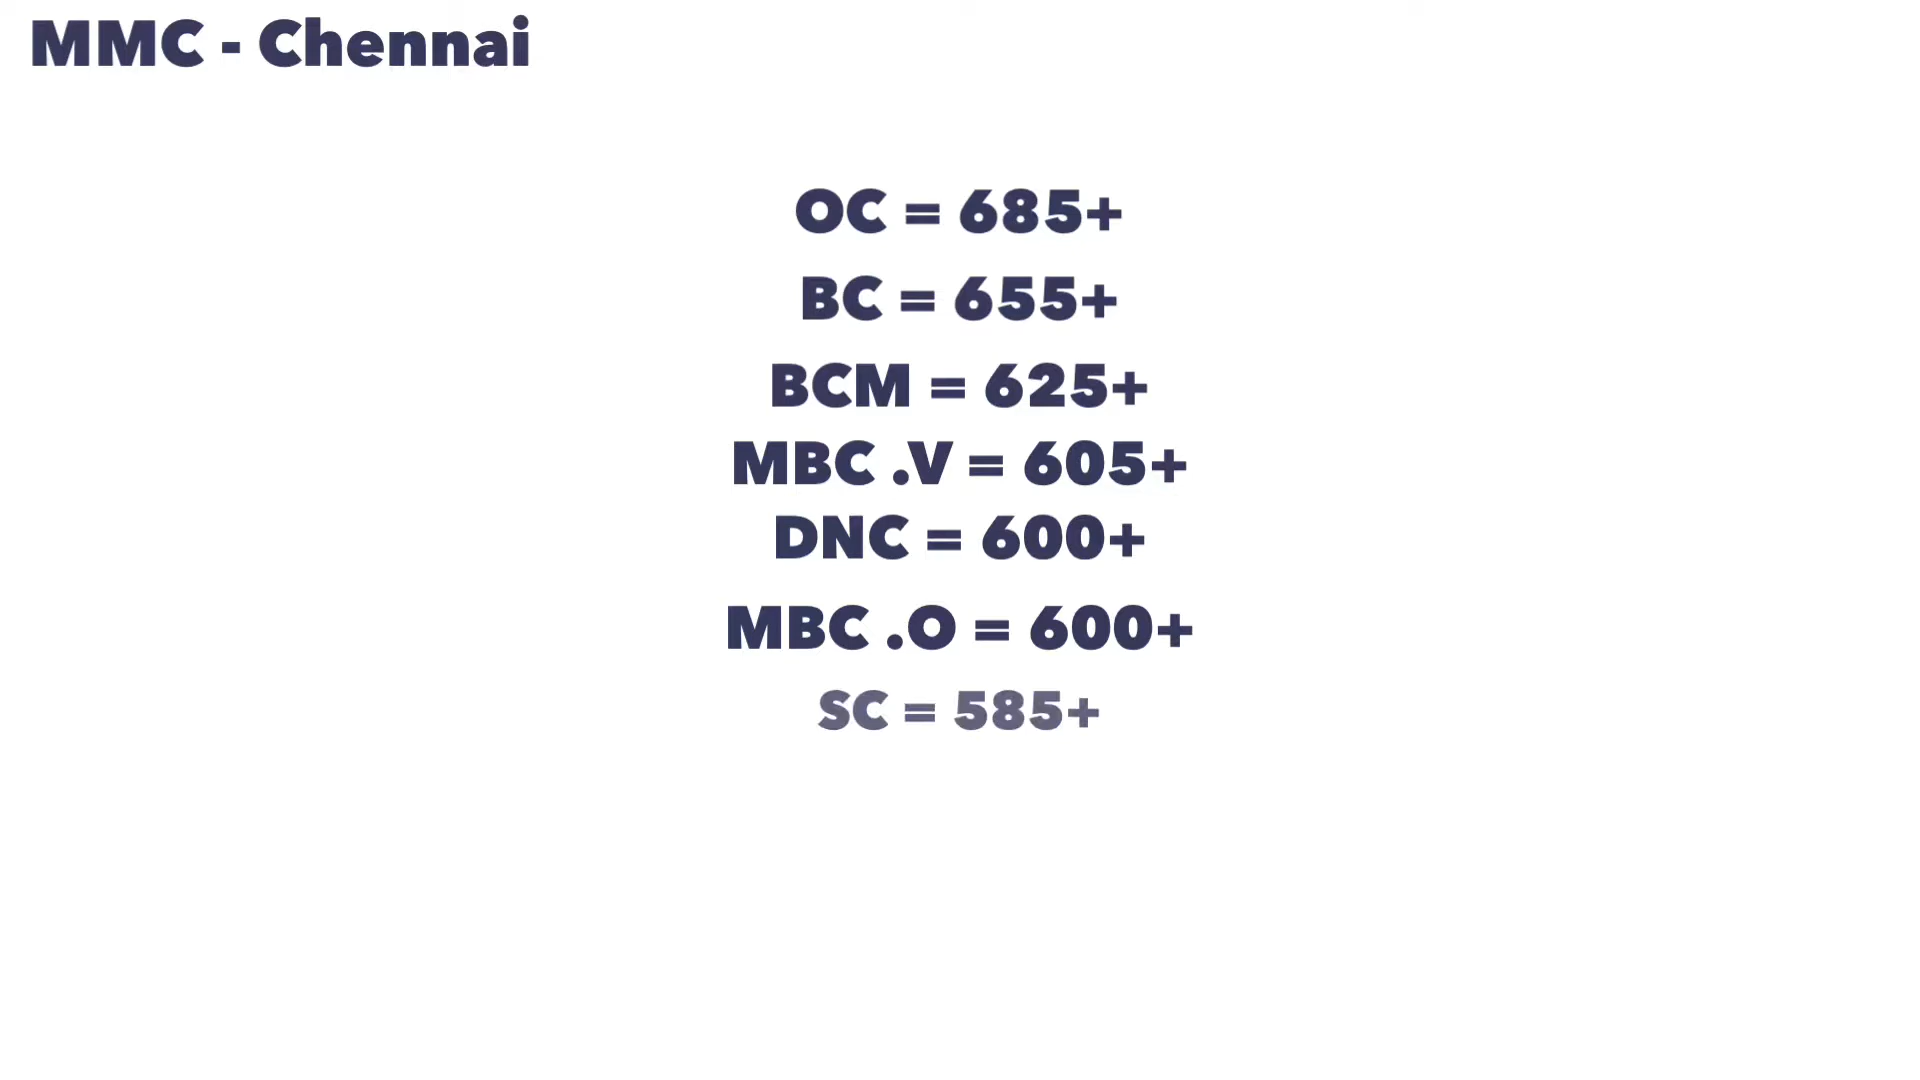 MMC - Chennai
OC = 685+
BC = 655+
BCM = 625+
MBC .V = 605+
DNC = 600+
MBC .O = 600+
SC = 585+